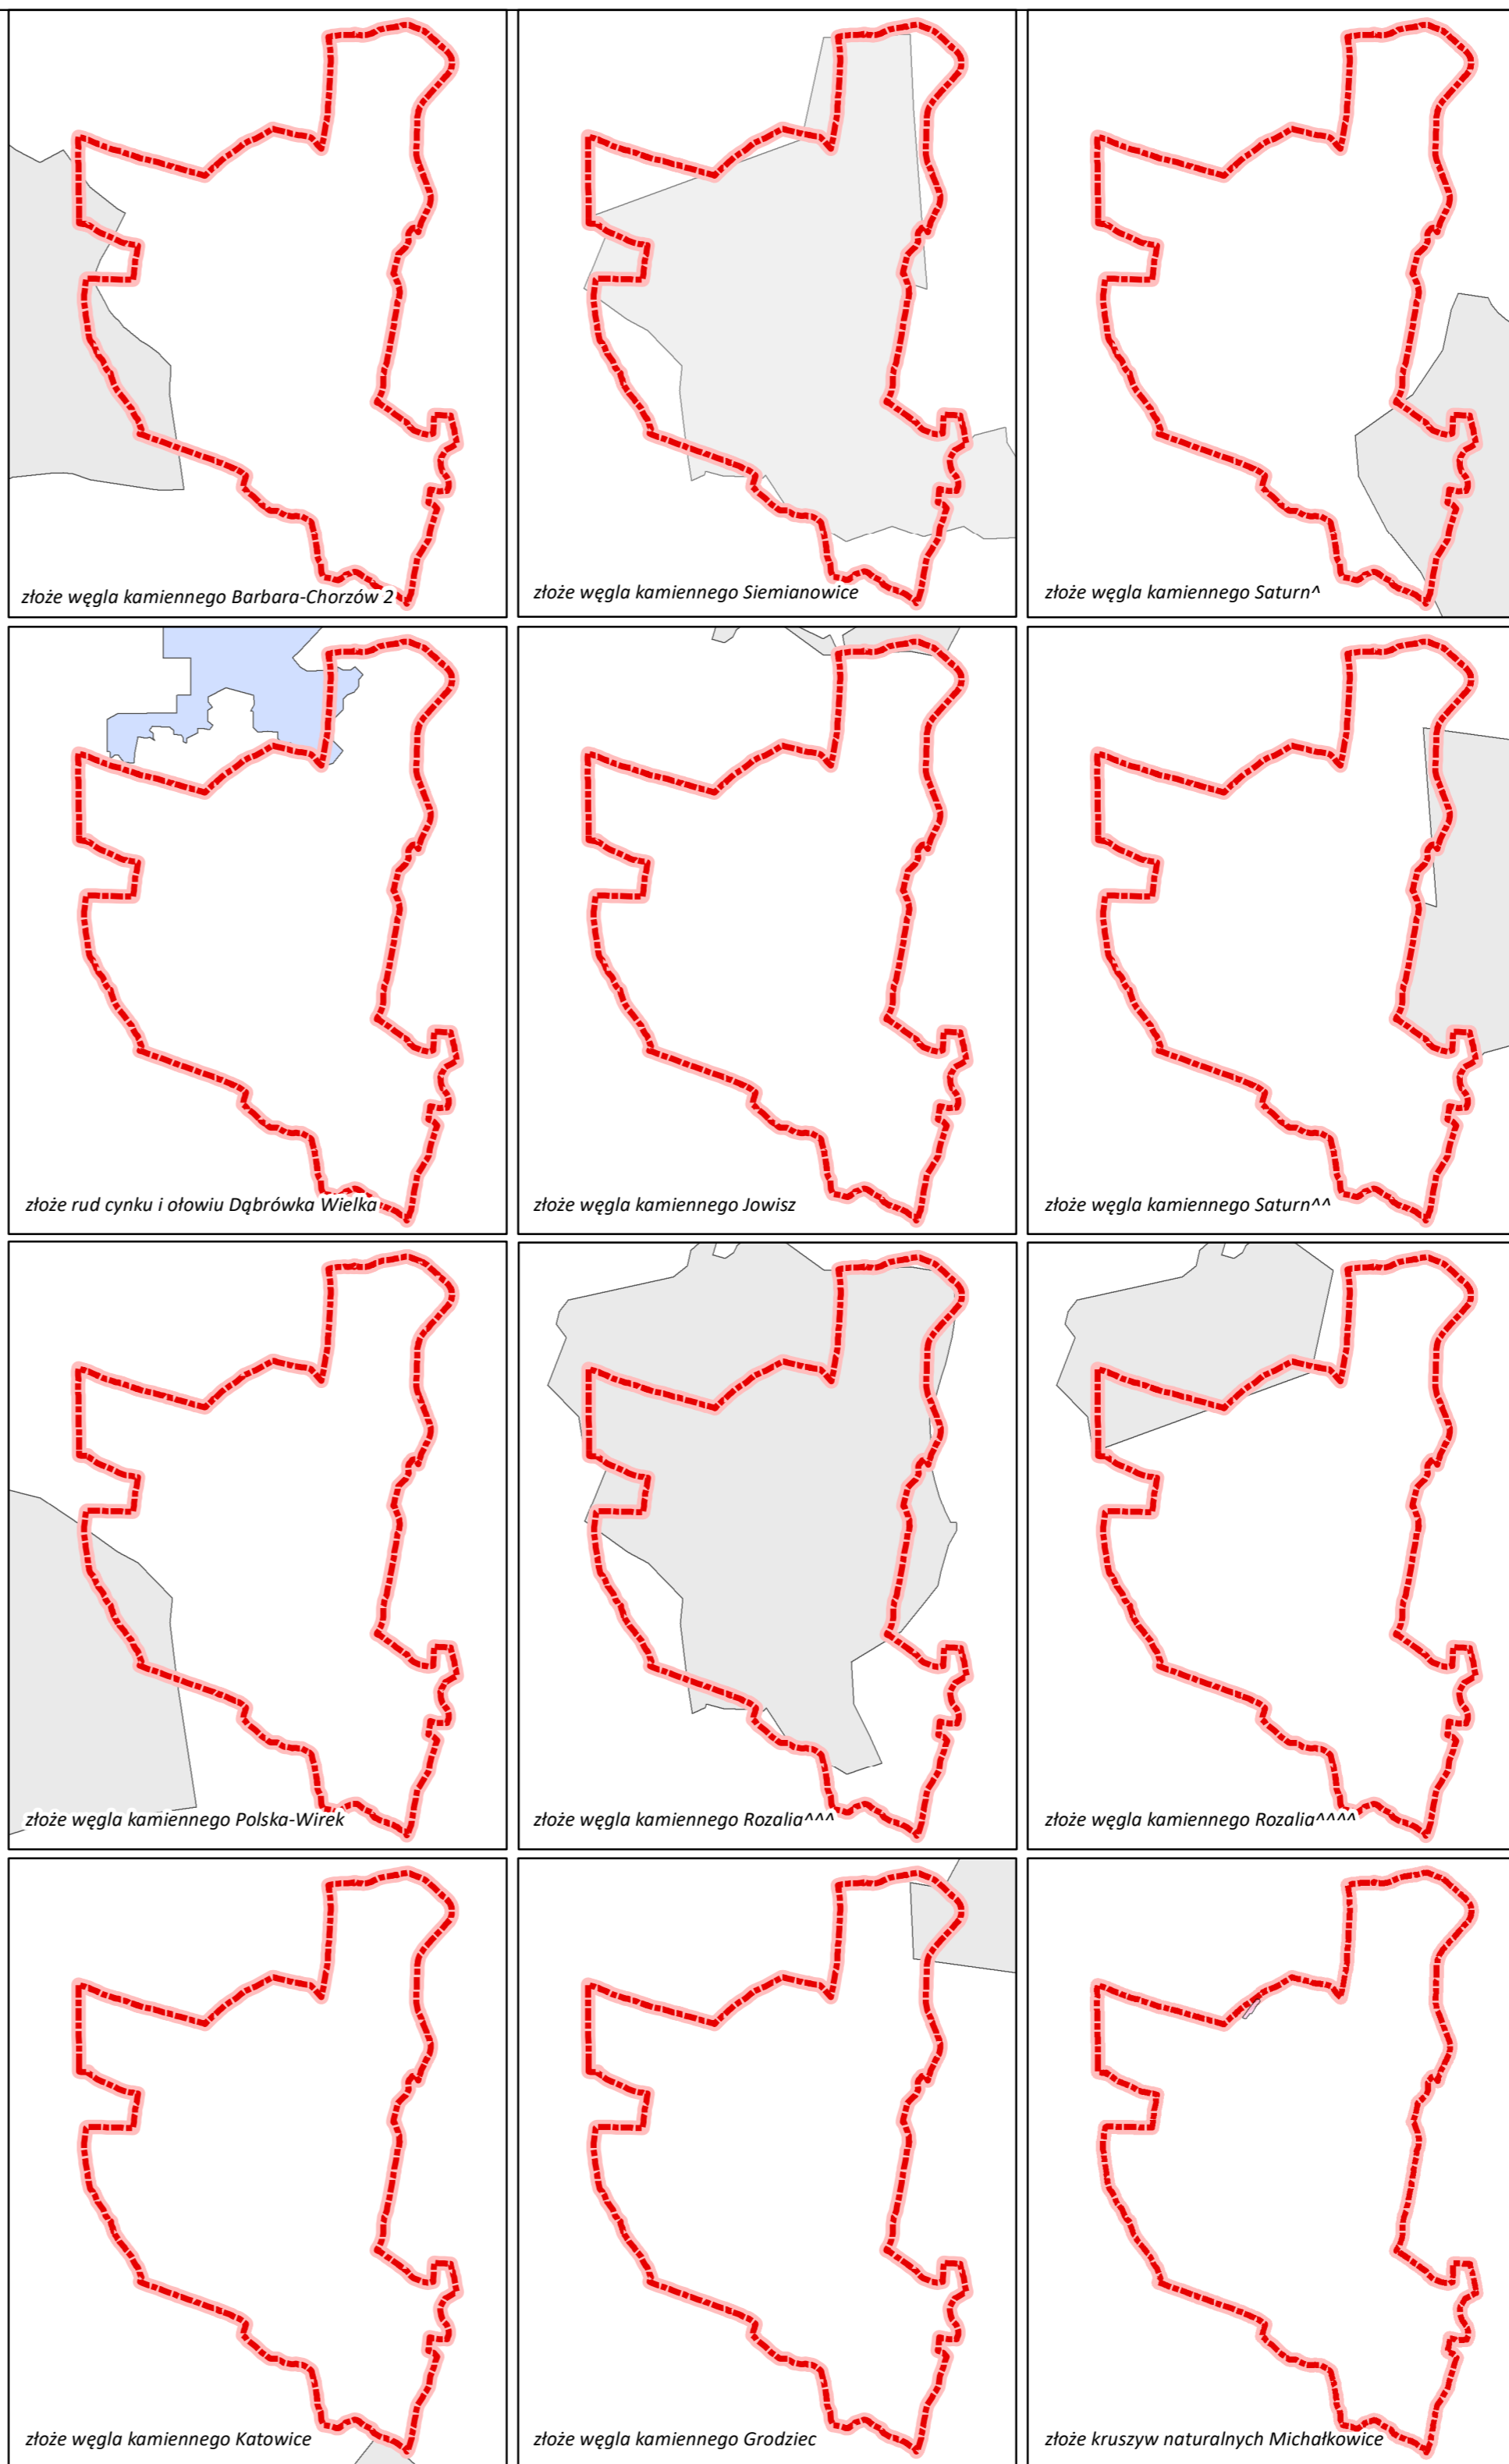 złoże węgla kamiennego Barbara-Chorzów 2
złoże węgla kamiennego Siemianowice
złoże węgla kamiennego Saturn^
złoże rud cynku i ołowiu Dąbrówka Wielka
złoże węgla kamiennego Jowisz
złoże węgla kamiennego Saturn^^
złoże węgla kamiennego Polska-Wirek
złoże węgla kamiennego Rozalia^^^
złoże węgla kamiennego Rozalia^^^^
złoże węgla kamiennego Katowice
złoże węgla kamiennego Grodziec
złoże kruszyw naturalnych Michałkowice